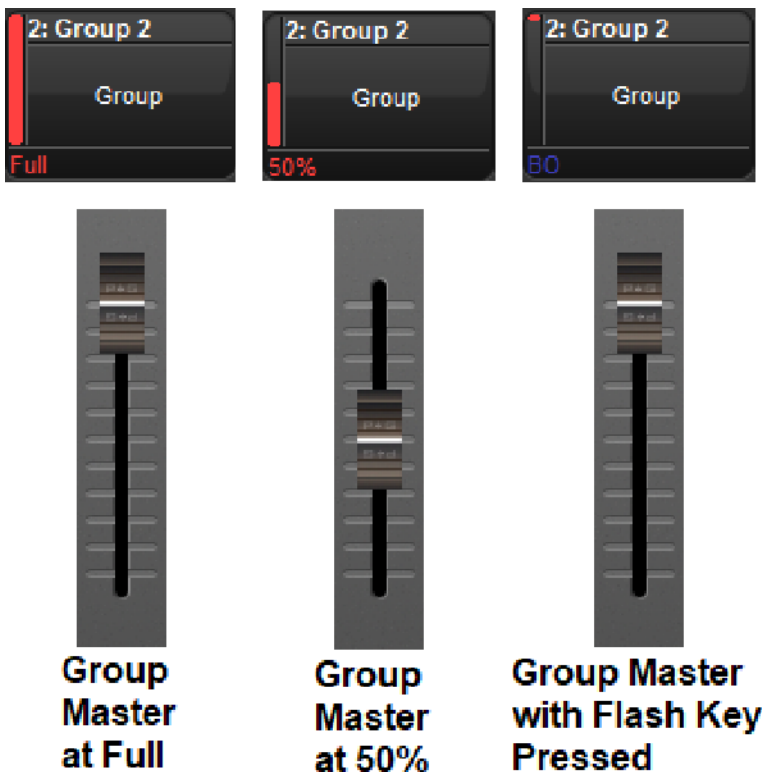 2: Group 2
Group
Full
2: Group 2
Group
50%
2: Group 2
Group
BO
Group
Master
at Full
Group
Master
at 50%
Group Master
with Flash Key
Pressed